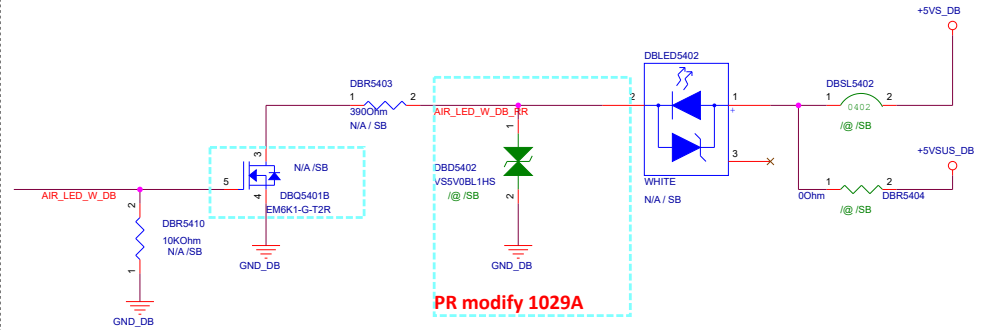 +5VS_DB
DBLED5402
DBR5403
1
2
390Ohm
N/A / SB
AIR_LED_W_DB_RR
2
1
+
3
WHITE
N/A / SB
DBSL5402
1
2
0402
/@ /SB
+5VSUS_DB
1
2
0Ohm
DBR5404
/@ /SB
1
DBD5402
VS5V0BL1HS
/@ /SB
2
GND_DB
3
N/A /SB
5
4
DBQ5401B
EM6K1-G-T2R
GND_DB
AIR_LED_W_DB
2
DBR5410
10KOhm
N/A /SB
1
GND_DB
PR modify 1029A